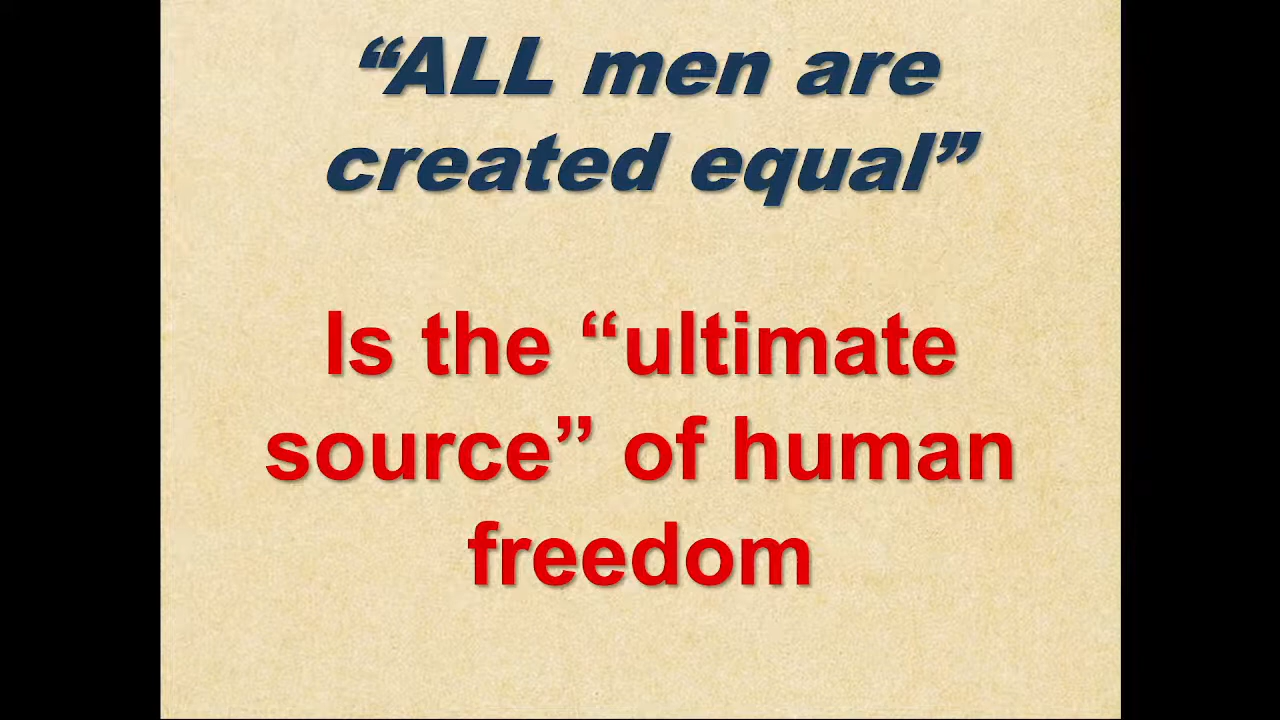 “ALL men are
created equal”
Is the “ultimate
source” of human
freedom